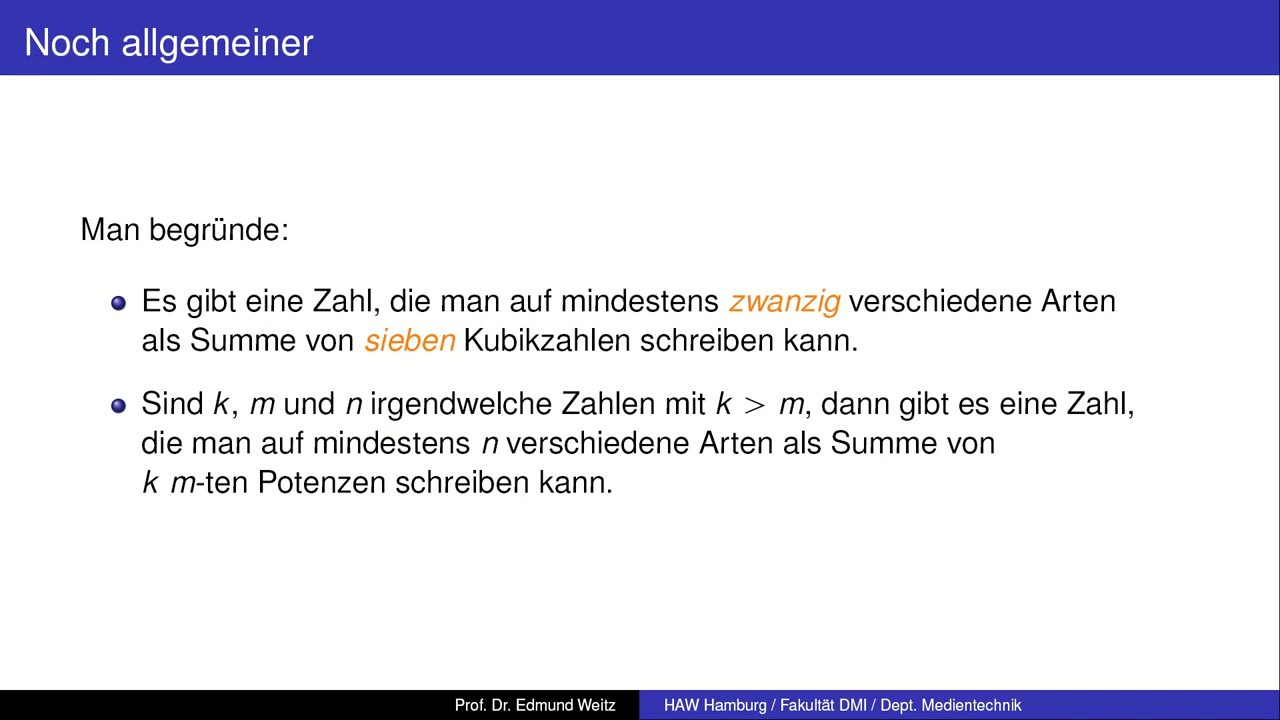 Noch allgemeiner
Man begründe:
Es gibt eine Zahl, die man auf mindestens zwanzig verschiedene Arten
als Summe von sieben Kubikzahlen schreiben kann.
Sind k, m und n irgendwelche Zahlen mit k > m, dann gibt es eine Zahl,
die man auf mindestens n verschiedene Arten als Summe von
k m-ten Potenzen schreiben kann.
Prof. Dr. Edmund Weitz
HAW Hamburg / Fakultät DMI / Dept. Medientechnik